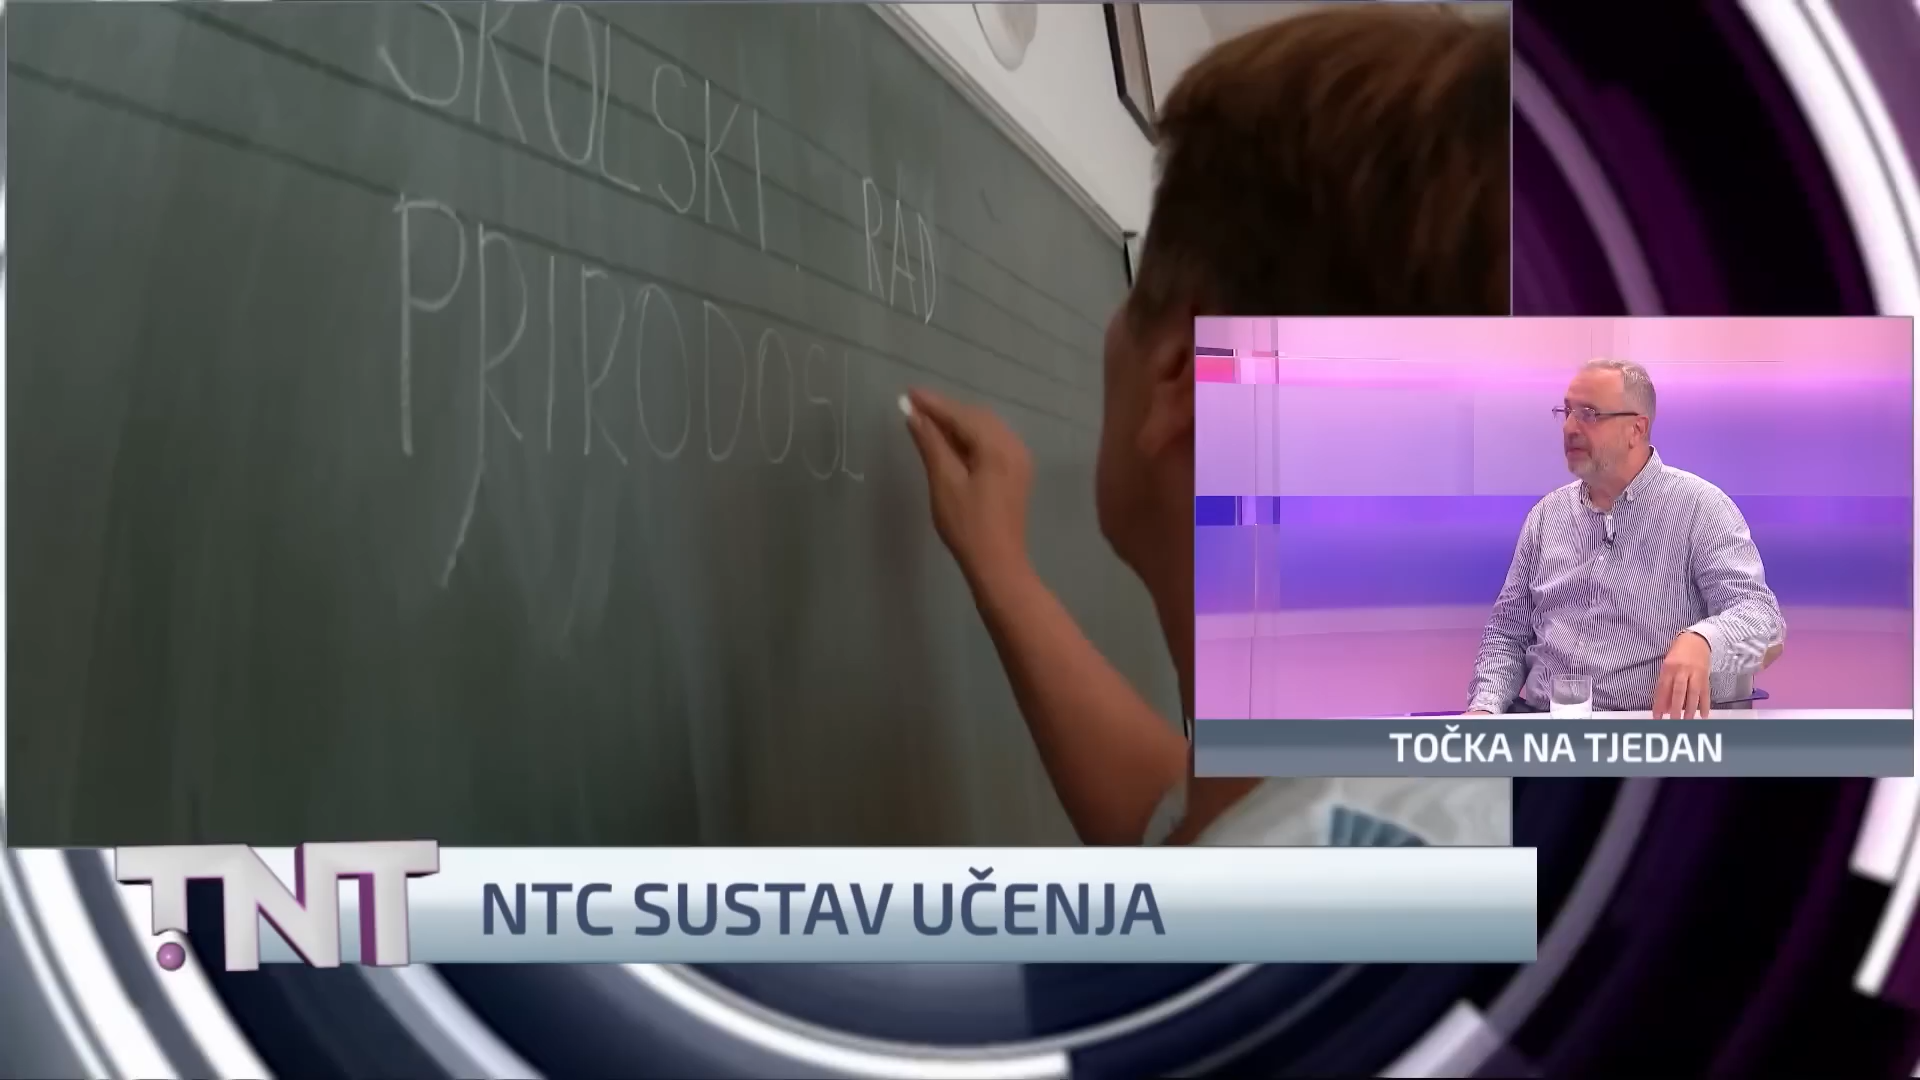 ŠKOLSKI RAD
PRIRODOSL
TOČKA NA TJEDAN
TNT
NTC SUSTAV UČENJA